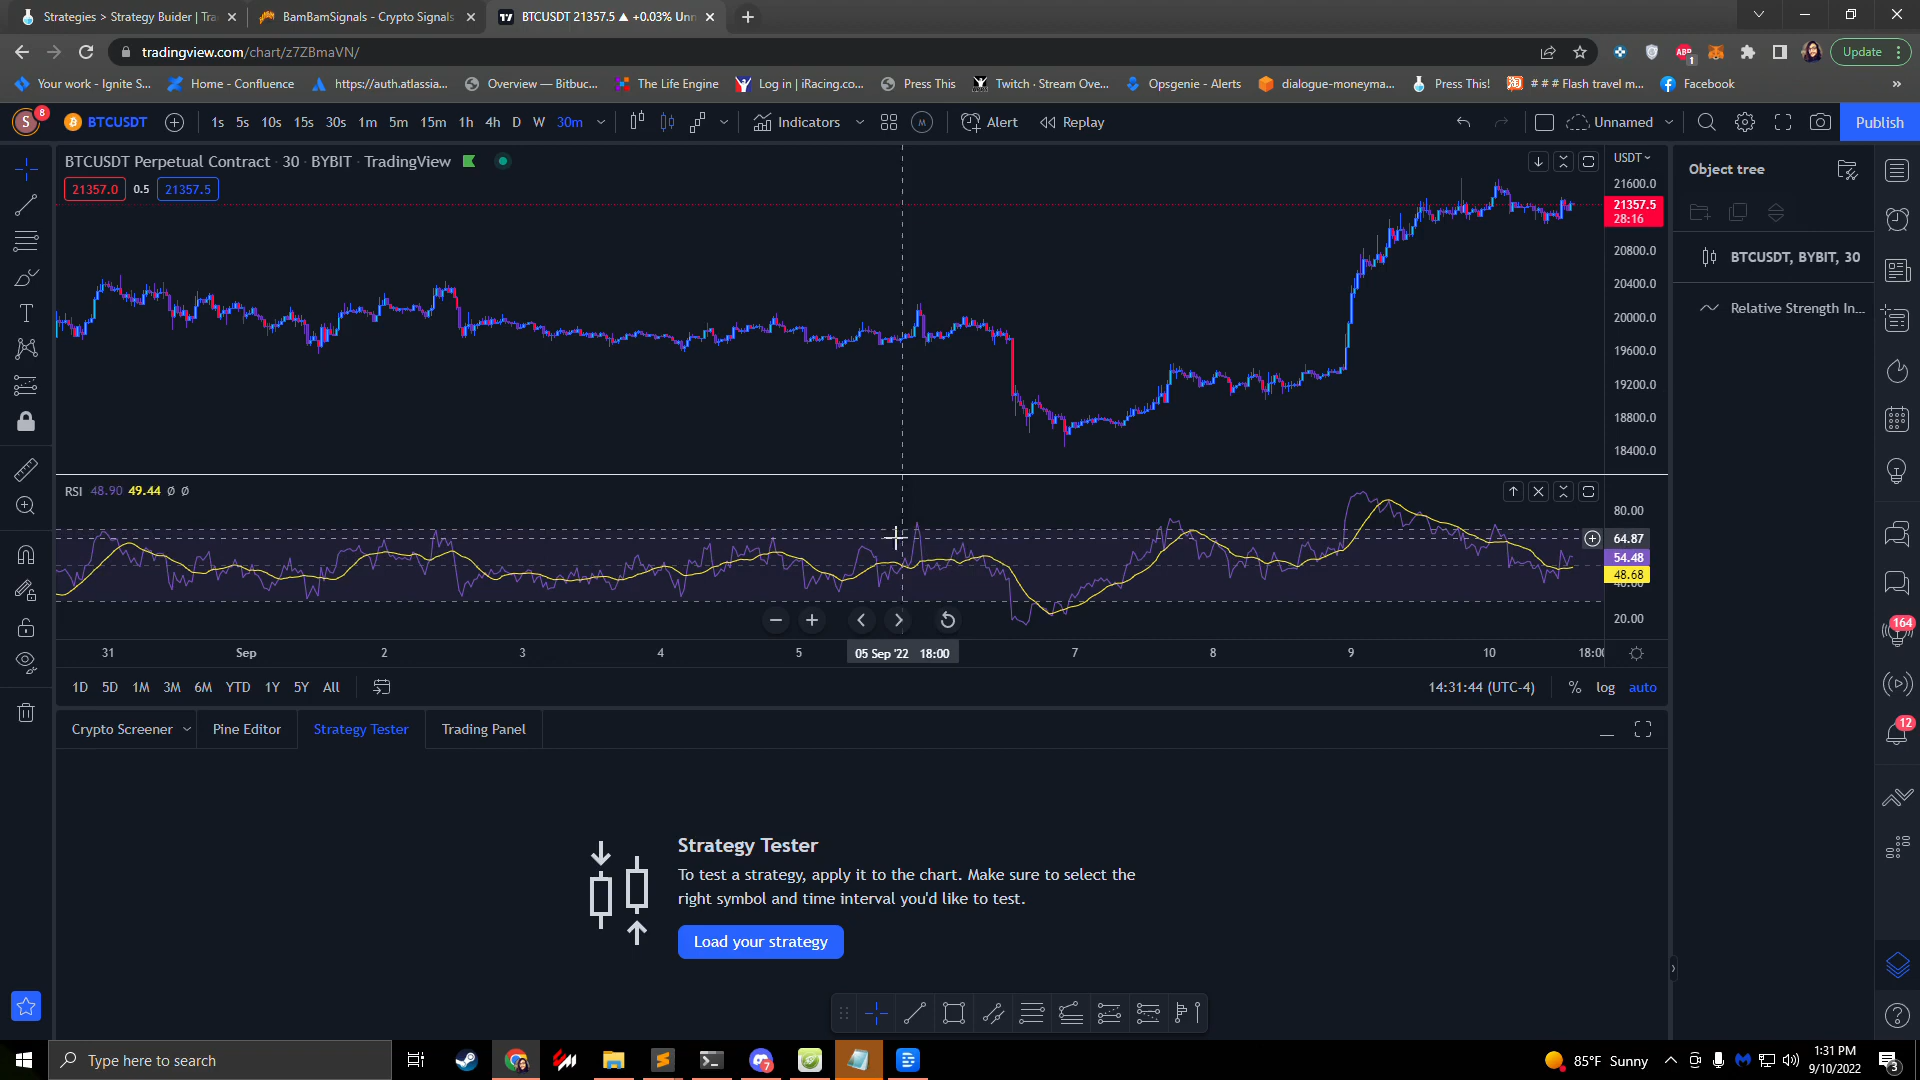 Strategies > Strategy Buider | Tra
BamBamSignals - Crypto Signals
BTCUSDT 21357.5 ▲ +0.03% Unn
tradingview.com/chart/z7ZBmaVN/
ABP
1
Update
Your work - Ignite S...
Home - Confluence
https://auth.atlassia...
Overview — Bitbuc...
The Life Engine
Log in | iRacing.co...
Press This
Twitch · Stream Ove...
Opsgenie - Alerts
dialogue-moneyma...
Press This!
# # # Flash travel m...
Facebook
»
S
8
BTCUSDT
1s 5s 10s 15s 30s 1m 5m 15m 1h 4h D W 30m
Indicators
M
Alert
Replay
Unnamed
Publish
BTCUSDT Perpetual Contract · 30 · BYBIT · TradingView
21357.0 0.5 21357.5
USDT
21600.0
21357.5
28:16
20800.0
20400.0
20000.0
19600.0
19200.0
18800.0
18400.0
Object tree
BTCUSDT, BYBIT, 30
Relative Strength In...
RSI 48.90 49.44 Ø Ø
80.00
64.87
54.48
48.68
20.00
31 Sep 2 3 4 5 05 Sep '22 18:00 7 8 9 10 18:00
1D 5D 1M 3M 6M YTD 1Y 5Y All
14:31:44 (UTC-4)
% log auto
Crypto Screener
Pine Editor
Strategy Tester
Trading Panel
Strategy Tester
To test a strategy, apply it to the chart. Make sure to select the
right symbol and time interval you'd like to test.
Load your strategy
164
12
Type here to search
7
85°F Sunny
1:31 PM
9/10/2022
3